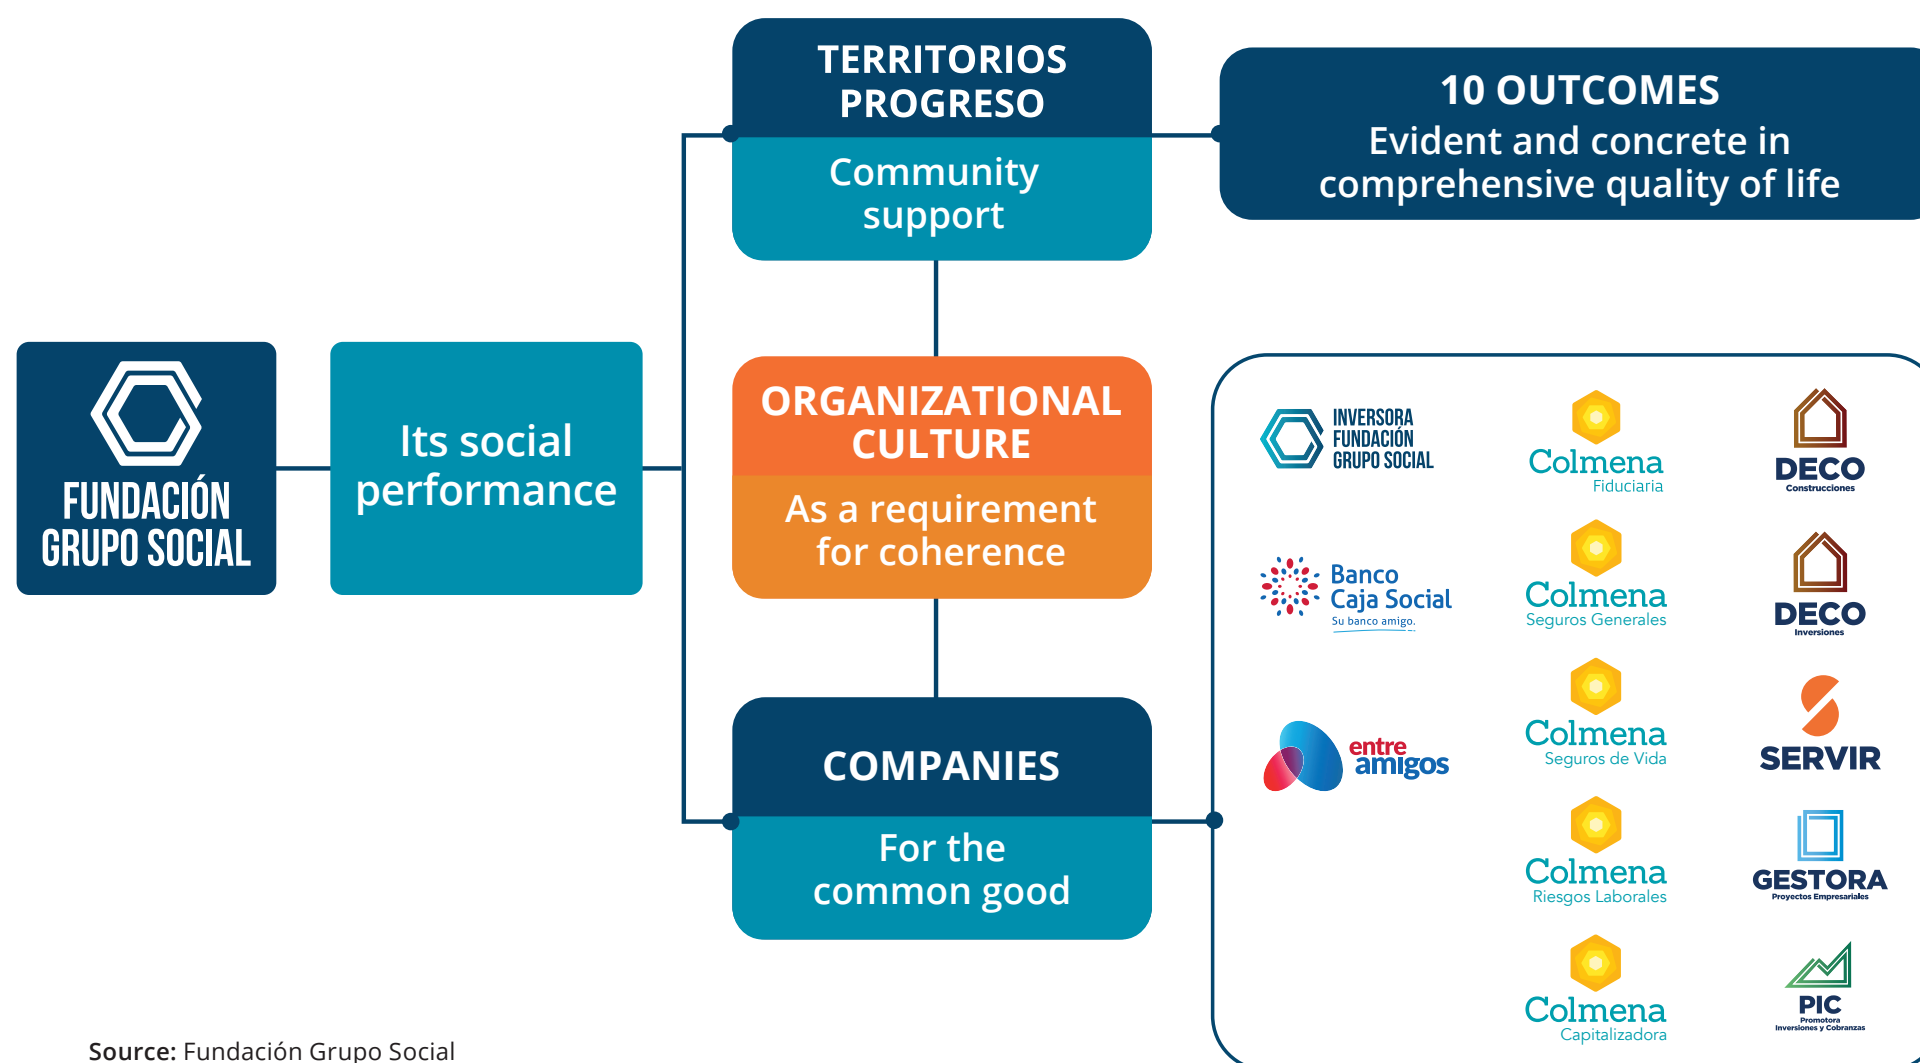 FUNDACIÓN
GRUPO SOCIAL
Its social
performance
TERRITORIOS
PROGRESO
Community
support
10 OUTCOMES
Evident and concrete in
comprehensive quality of life
ORGANIZATIONAL
CULTURE
As a requirement
for coherence
COMPANIES
For the
common good
INVERSORA
FUNDACIÓN
GRUPO SOCIAL
Banco
Caja Social
Su banco amigo.
entre
amigos
Colmena
Fiduciaria
Colmena
Seguros Generales
Colmena
Seguros de Vida
Colmena
Riesgos Laborales
Colmena
Capitalizadora
DECO
Construcciones
DECO
Inversiones
SERVIR
GESTORA
Proyectos Empresariales
PIC
Promotora
Inversiones y Cobranzas
Source: Fundación Grupo Social